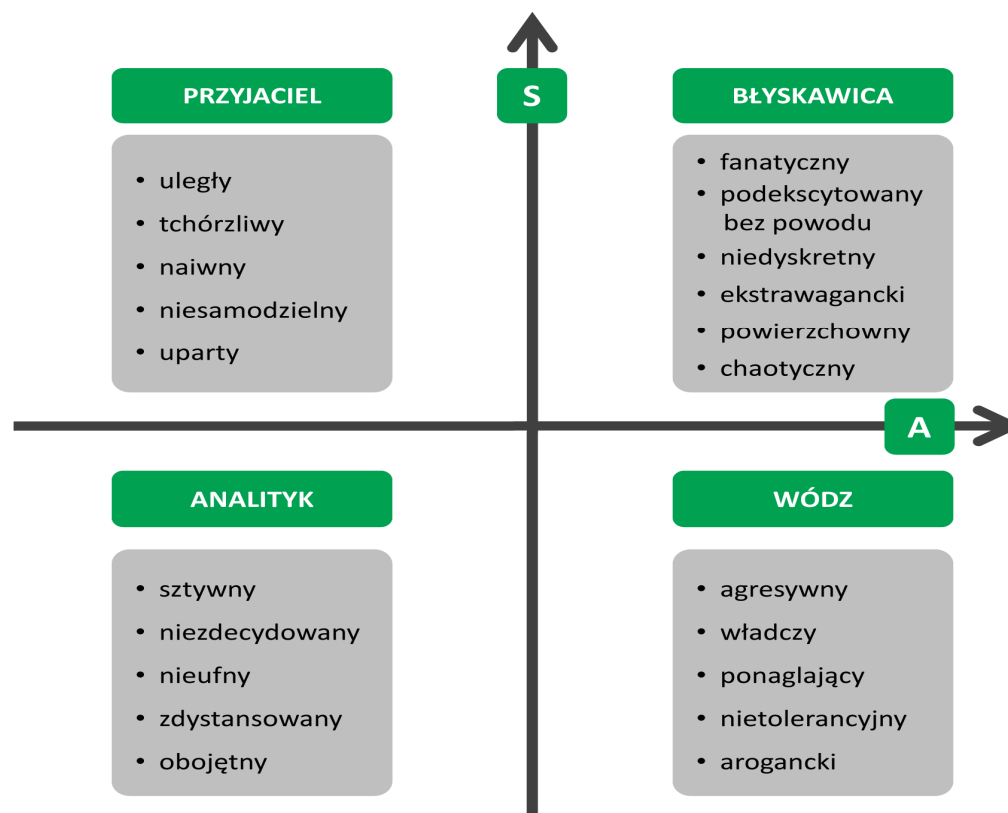 PRZYJACIEL
• uległy
• tchórzliwy
• naiwny
• niesamodzielny
• uparty
S
BŁYSKAWICA
• fanatyczny
• podekscytowany
bez powodu
• niedyskretny
• ekstrawagancki
• powierzchowny
• chaotyczny
A
ANALITYK
• sztywny
• niezdecydowany
• nieufny
• zdystansowany
• obojętny
WÓDZ
• agresywny
• władczy
• ponaglający
• nietolerancyjny
• arogancki